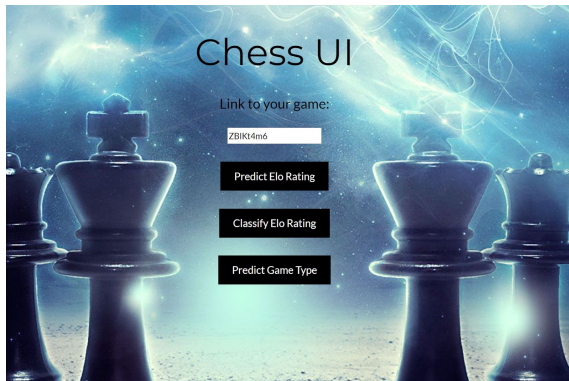 Chess UI
Link to your game:
ZBIKt4m6
Predict Elo Rating
Classify Elo Rating
Predict Game Type